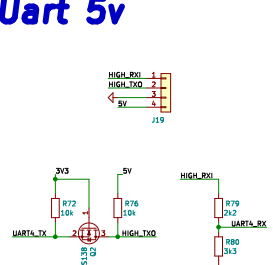 Uart 5v
HIGH_RXI 1
HIGH_TXO 2
3
5V 4
J19
3V3 5V HIGH_RXI
R72 10k
R76 10k
R79 2k2
1
UART4_TX 2 3 HIGH_TXO
UART4_RX
Q2
R80 3k3